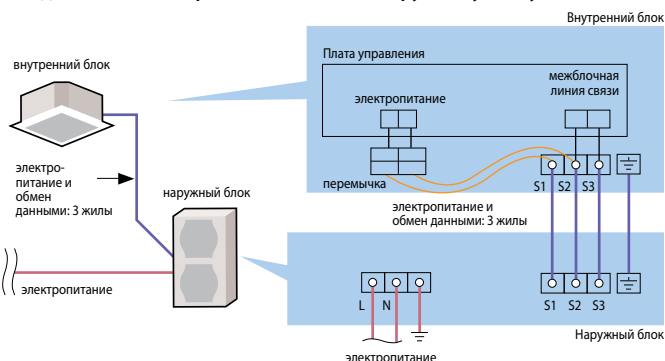 Внутренний блок
Плата управления
внутренний блок
межблочная
линия связи
электропитание
электро-
питание и
обмен
данными: 3 жилы
перемычка
S1 S2 S3
наружный блок
электропитание и
обмен данными: 3 жилы
электропитание
L N
S1 S2 S3
Наружный блок
электропитание